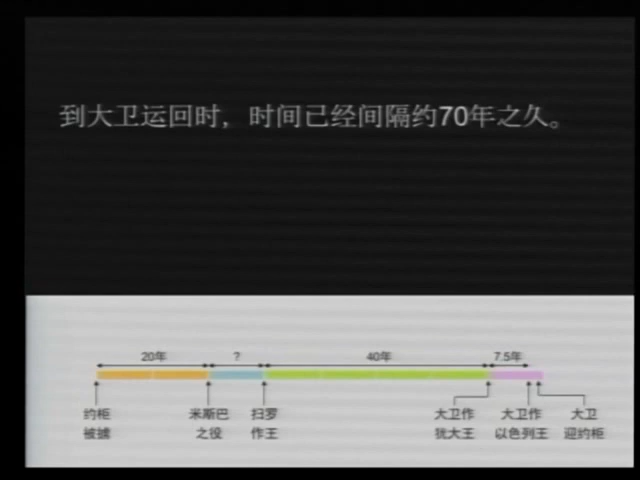 到大卫运回时，时间已经间隔约70年之久。
20年 ? 40年 7.5年
约柜 米斯巴 扫罗 大卫作 大卫作 大卫
被掳 之役 作王 犹大王 以色列王 迎约柜